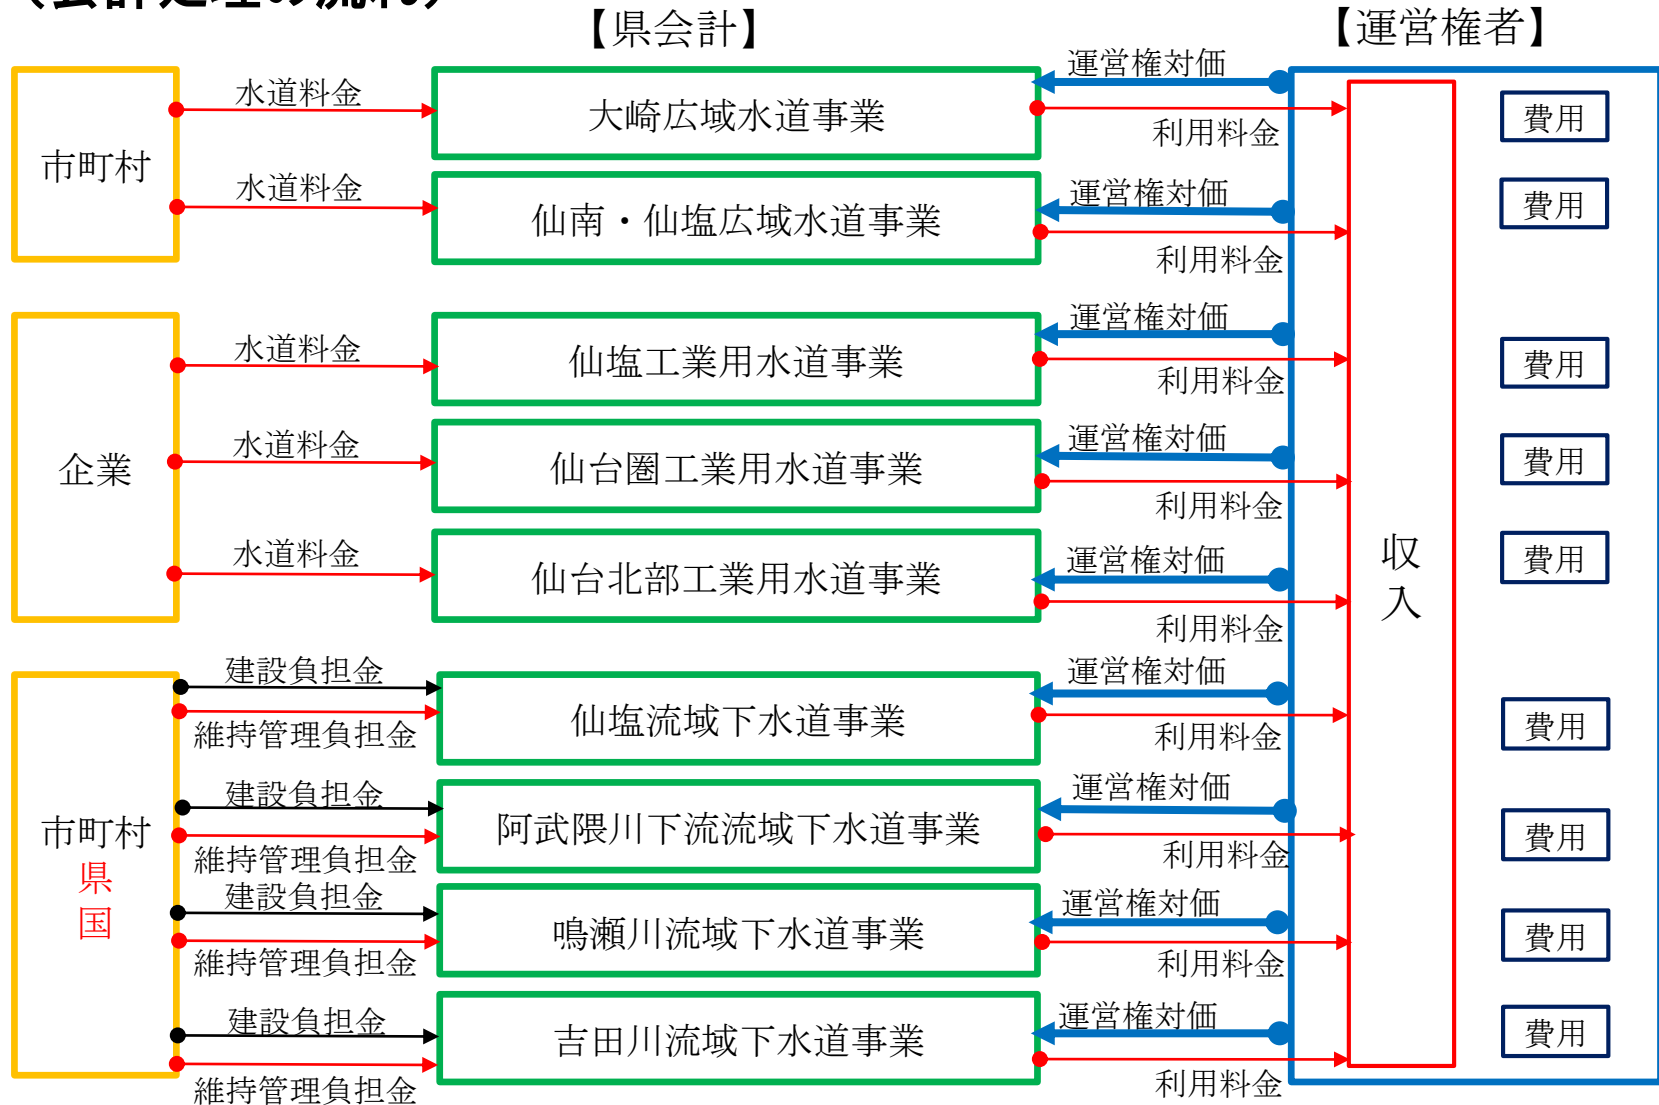 (会計処理の流れ)
【県会計】
【運営権者】
市町村
水道料金
大崎広域水道事業
運営権対価
利用料金
費用
水道料金
仙南・仙塩広域水道事業
運営権対価
利用料金
費用
企業
水道料金
仙塩工業用水道事業
運営権対価
利用料金
費用
水道料金
仙台圏工業用水道事業
運営権対価
利用料金
費用
水道料金
仙台北部工業用水道事業
運営権対価
利用料金
費用
収
入
市町村
県
国
建設負担金
維持管理負担金
仙塩流域下水道事業
運営権対価
利用料金
費用
建設負担金
維持管理負担金
阿武隈川下流流域下水道事業
運営権対価
利用料金
費用
建設負担金
維持管理負担金
鳴瀬川流域下水道事業
運営権対価
利用料金
費用
建設負担金
維持管理負担金
吉田川流域下水道事業
運営権対価
利用料金
費用